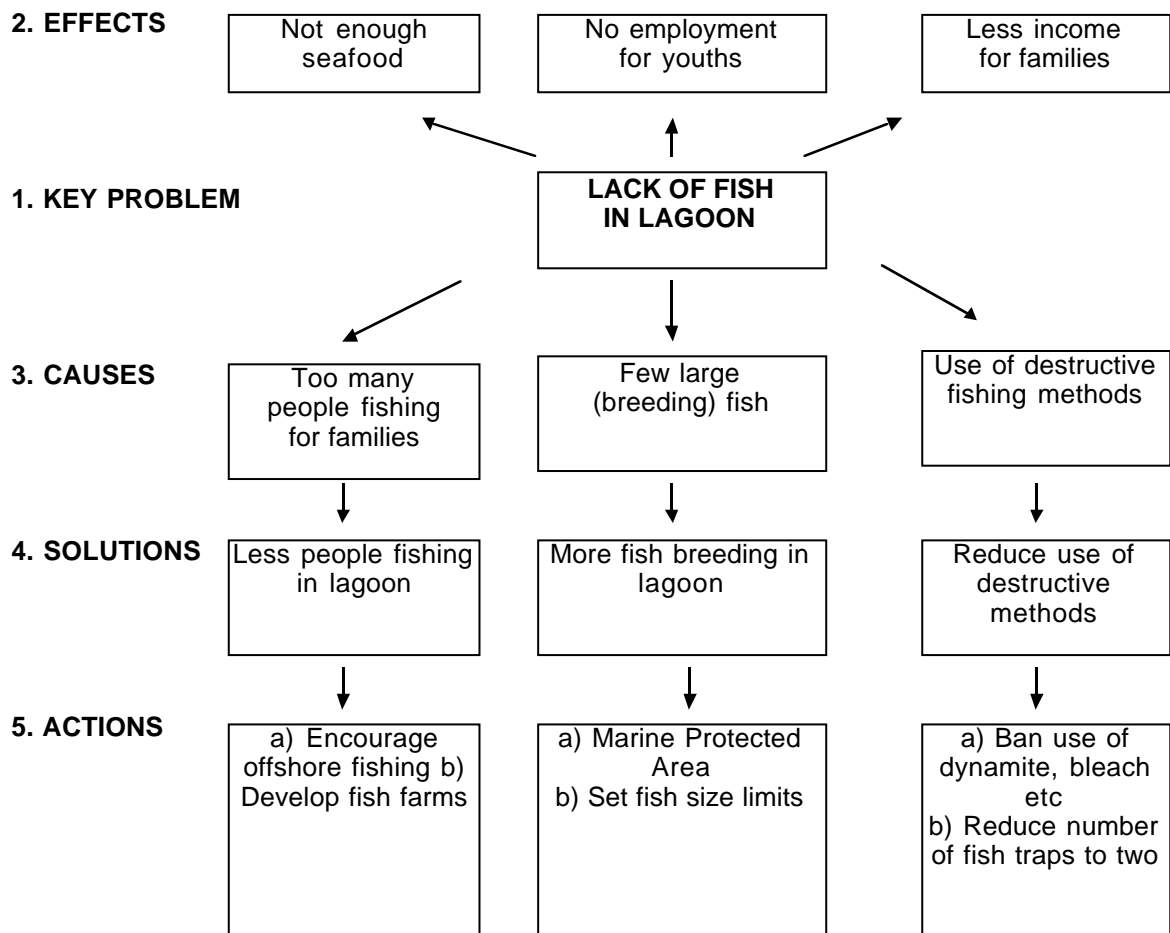 2. EFFECTS
Not enough
seafood
No employment
for youths
Less income
for families
1. KEY PROBLEM
LACK OF FISH
IN LAGOON
3. CAUSES
Too many
people fishing
for families
Few large
(breeding) fish
Use of destructive
fishing methods
4. SOLUTIONS
Less people fishing
in lagoon
More fish breeding in
lagoon
Reduce use of
destructive
methods
5. ACTIONS
a) Encourage
offshore fishing b)
Develop fish farms
a) Marine Protected
Area
b) Set fish size limits
a) Ban use of
dynamite, bleach
etc
b) Reduce number
of fish traps to two